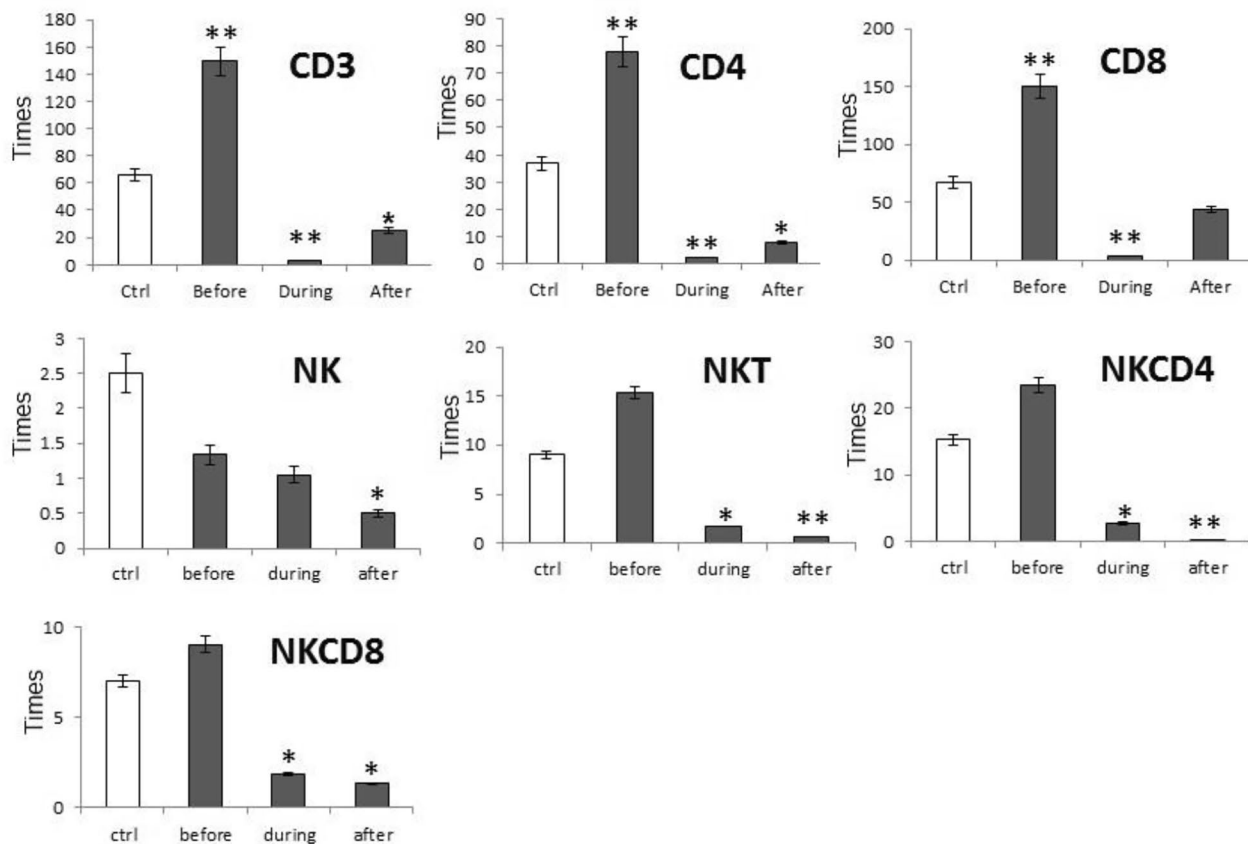 CD3
Times
180
160
140
120
100
80
60
40
20
0
**
**
*
Ctrl Before During After
CD4
Times
90
80
70
60
50
40
30
20
10
0
**
**
*
Ctrl Before During After
CD8
Times
200
150
100
50
0
**
**
Ctrl Before During After
NK
Times
3
2.5
2
1.5
1
0.5
0
*
ctrl before during after
NKT
Times
20
15
10
5
0
*
**
ctrl before during after
NKCD4
Times
30
20
10
0
*
**
ctrl before during after
NKCD8
Times
10
5
0
*
*
ctrl before during after